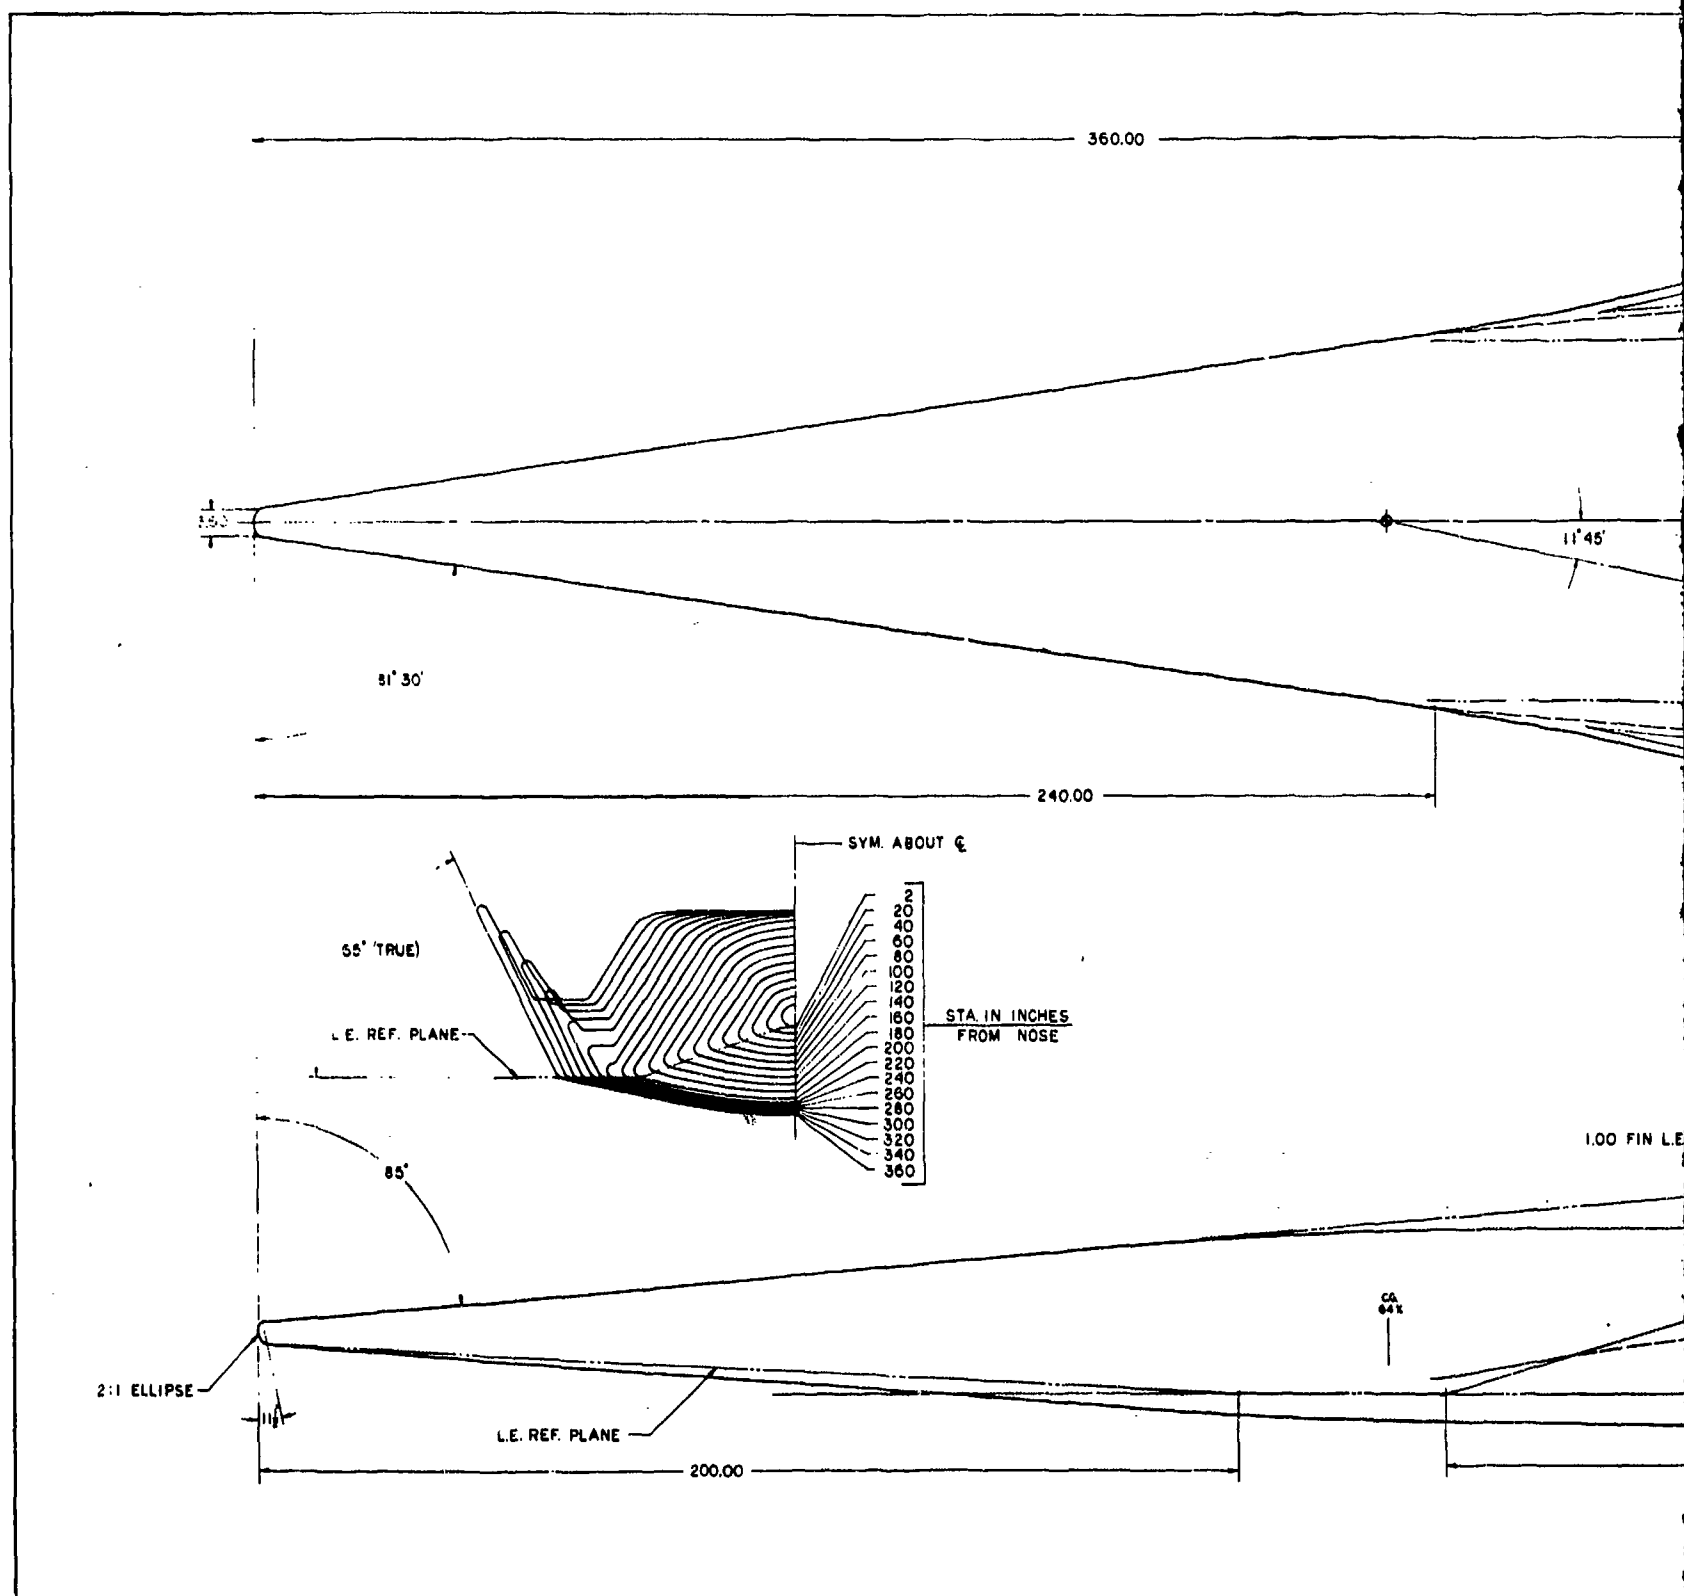 360.00
11°45'
81°30'
240.00
SYM. ABOUT ℄
2
20
40
60
80
100
120
140
160
180
200
220
240
260
280
300
320
340
360
STA. IN INCHES
FROM NOSE
(TRUE)
L.E. REF. PLANE
85°
1.00 FIN L.E
CG
64%
2:1 ELLIPSE
L.E. REF. PLANE
200.00